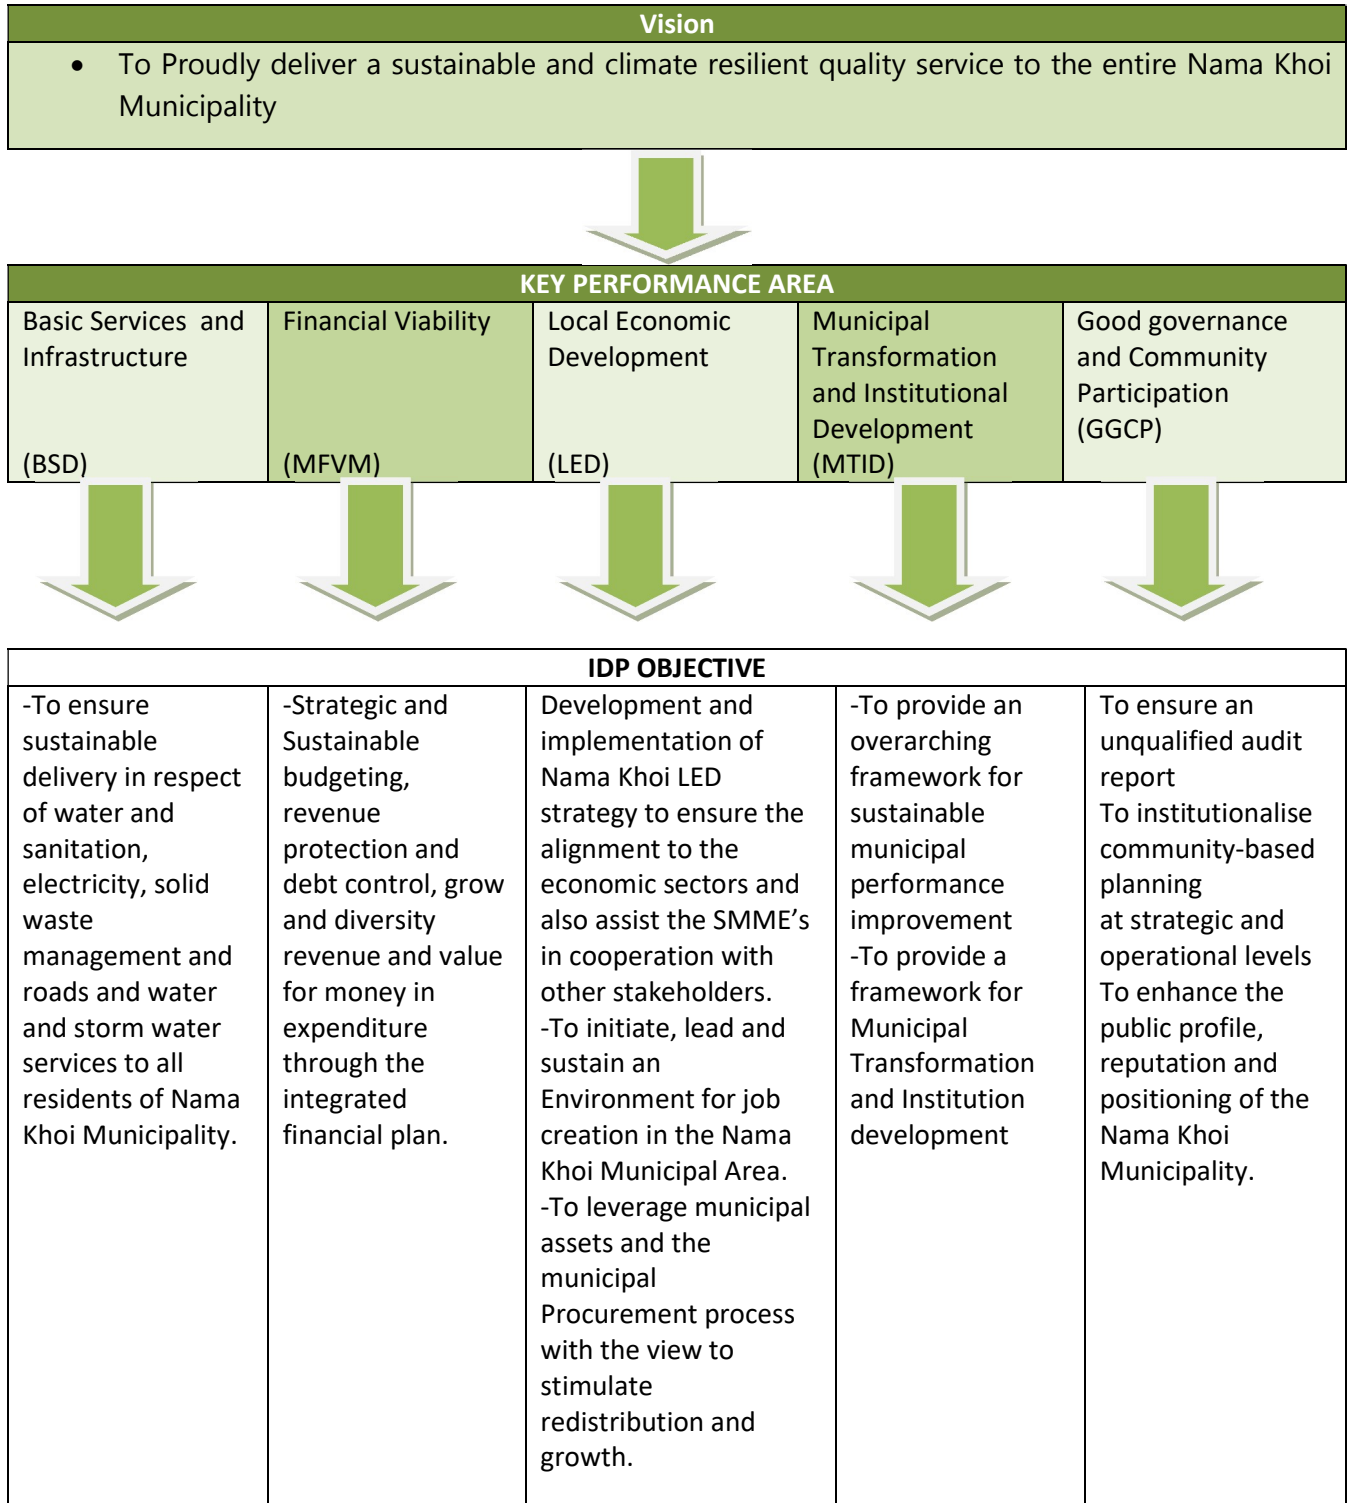 Vision
• To Proudly deliver a sustainable and climate resilient quality service to the entire Nama Khoi
Municipality
KEY PERFORMANCE AREA
Basic Services and
Infrastructure
(BSD)
Financial Viability
(MFVM)
Local Economic
Development
(LED)
Municipal
Transformation
and Institutional
Development
(MTID)
Good governance
and Community
Participation
(GGCP)
IDP OBJECTIVE
-To ensure
sustainable
delivery in respect
of water and
sanitation,
electricity, solid
waste
management and
roads and water
and storm water
services to all
residents of Nama
Khoi Municipality.
-Strategic and
Sustainable
budgeting,
revenue
protection and
debt control, grow
and diversity
revenue and value
for money in
expenditure
through the
integrated
financial plan.
Development and
implementation of
Nama Khoi LED
strategy to ensure the
alignment to the
economic sectors and
also assist the SMME’s
in cooperation with
other stakeholders.
-To initiate, lead and
sustain an
Environment for job
creation in the Nama
Khoi Municipal Area.
-To leverage municipal
assets and the
municipal
Procurement process
with the view to
stimulate
redistribution and
growth.
-To provide an
overarching
framework for
sustainable
municipal
performance
improvement
-To provide a
framework for
Municipal
Transformation
and Institution
development
To ensure an
unqualified audit
report
To institutionalise
community-based
planning
at strategic and
operational levels
To enhance the
public profile,
reputation and
positioning of the
Nama Khoi
Municipality.